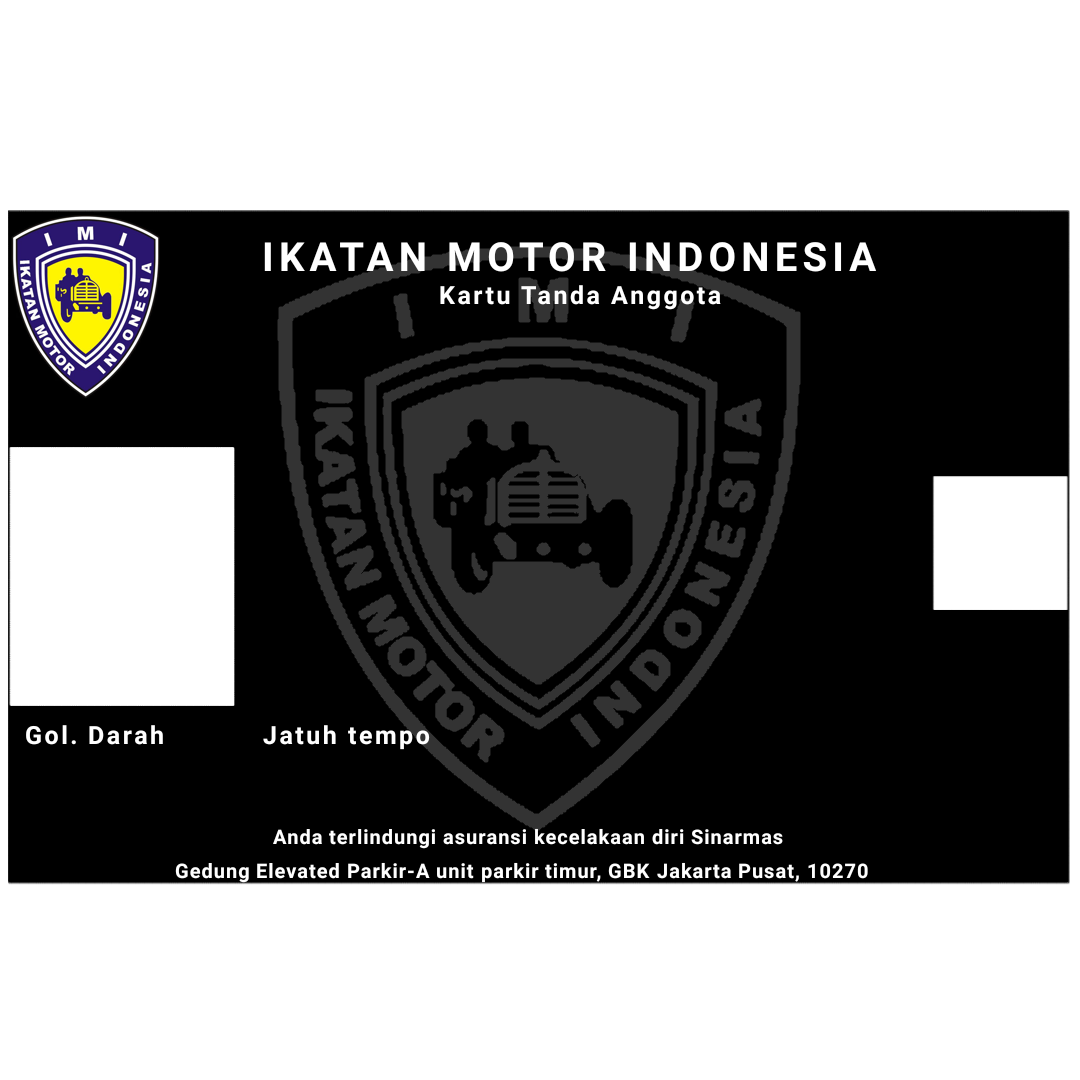 I M I
IKATAN MOTOR INDONESIA
IKATAN MOTOR INDONESIA
Kartu Tanda Anggota
I M I
IKATAN MOTOR INDONESIA
Gol. Darah
Jatuh tempo
Anda terlindungi asuransi kecelakaan diri Sinarmas
Gedung Elevated Parkir-A unit parkir timur, GBK Jakarta Pusat, 10270